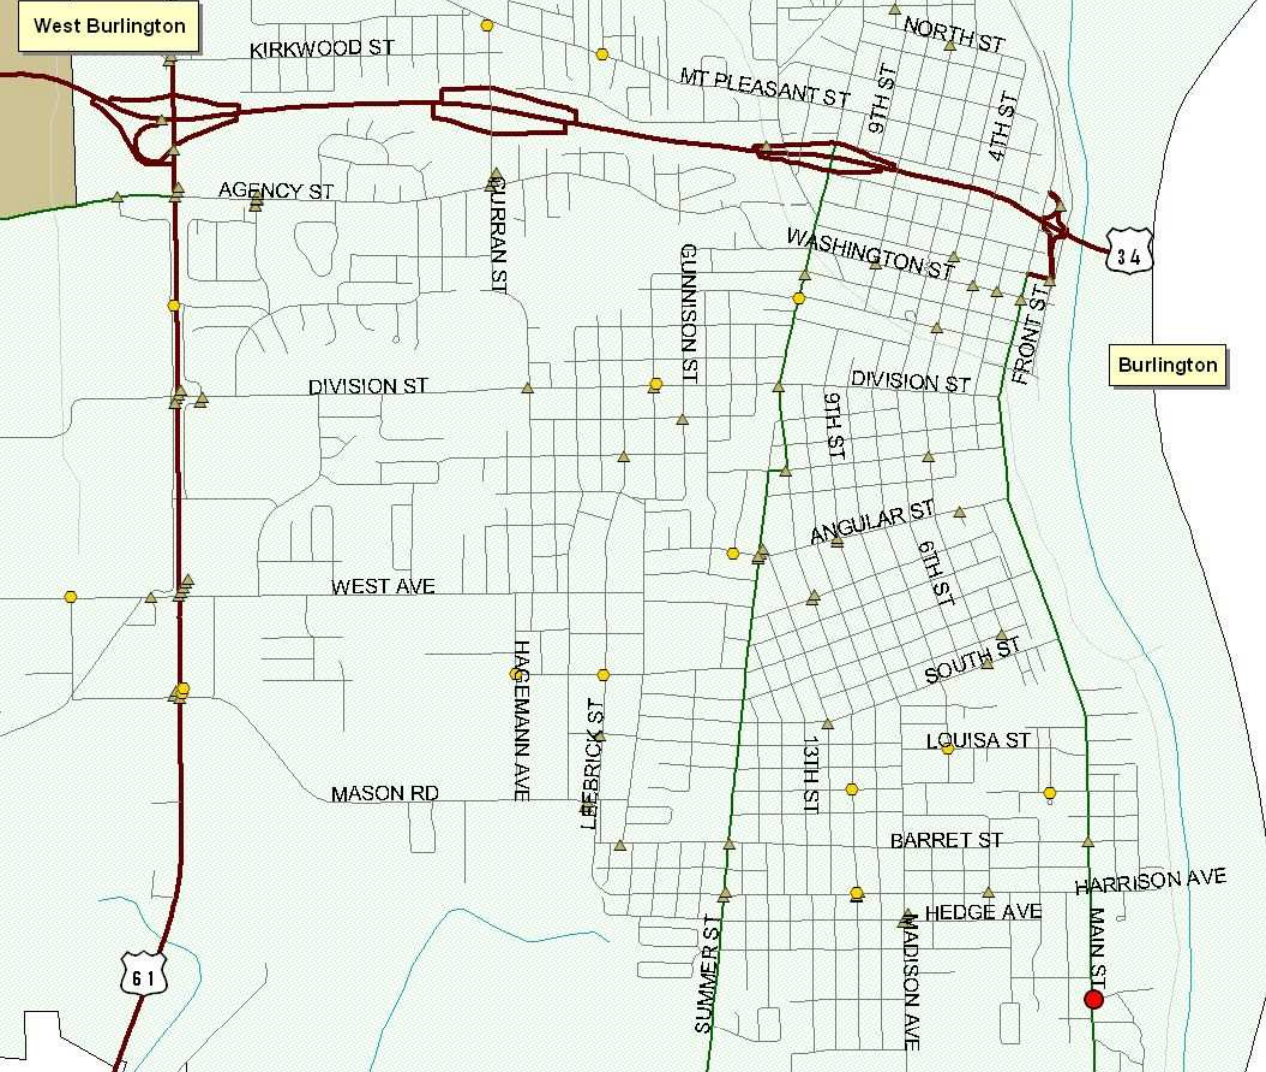 West Burlington
KIRKWOOD ST
NORTH ST
MT PLEASANT ST
9TH ST
4TH ST
AGENCY ST
CURRAN ST
WASHINGTON ST
34
GUNNISON ST
FRONT ST
Burlington
DIVISION ST
DIVISION ST
9TH ST
ANGULAR ST
6TH ST
WEST AVE
HAGEMANN AVE
SOUTH ST
LEEBRICK ST
13TH ST
LOUISA ST
MASON RD
BARRET ST
HARRISON AVE
HEDGE AVE
SUMMER ST
MADISON AVE
MAIN ST
61